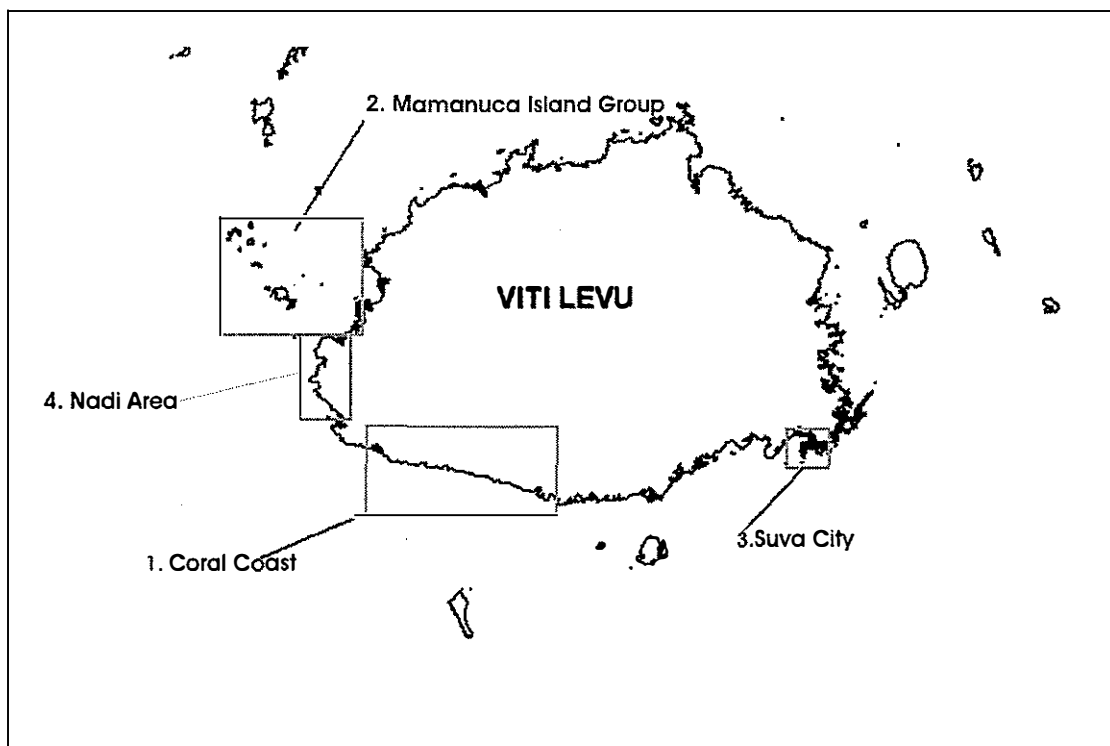 2. Mamanuca Island Group
VITI LEVU
4. Nadi Area
3.Suva City
1. Coral Coast